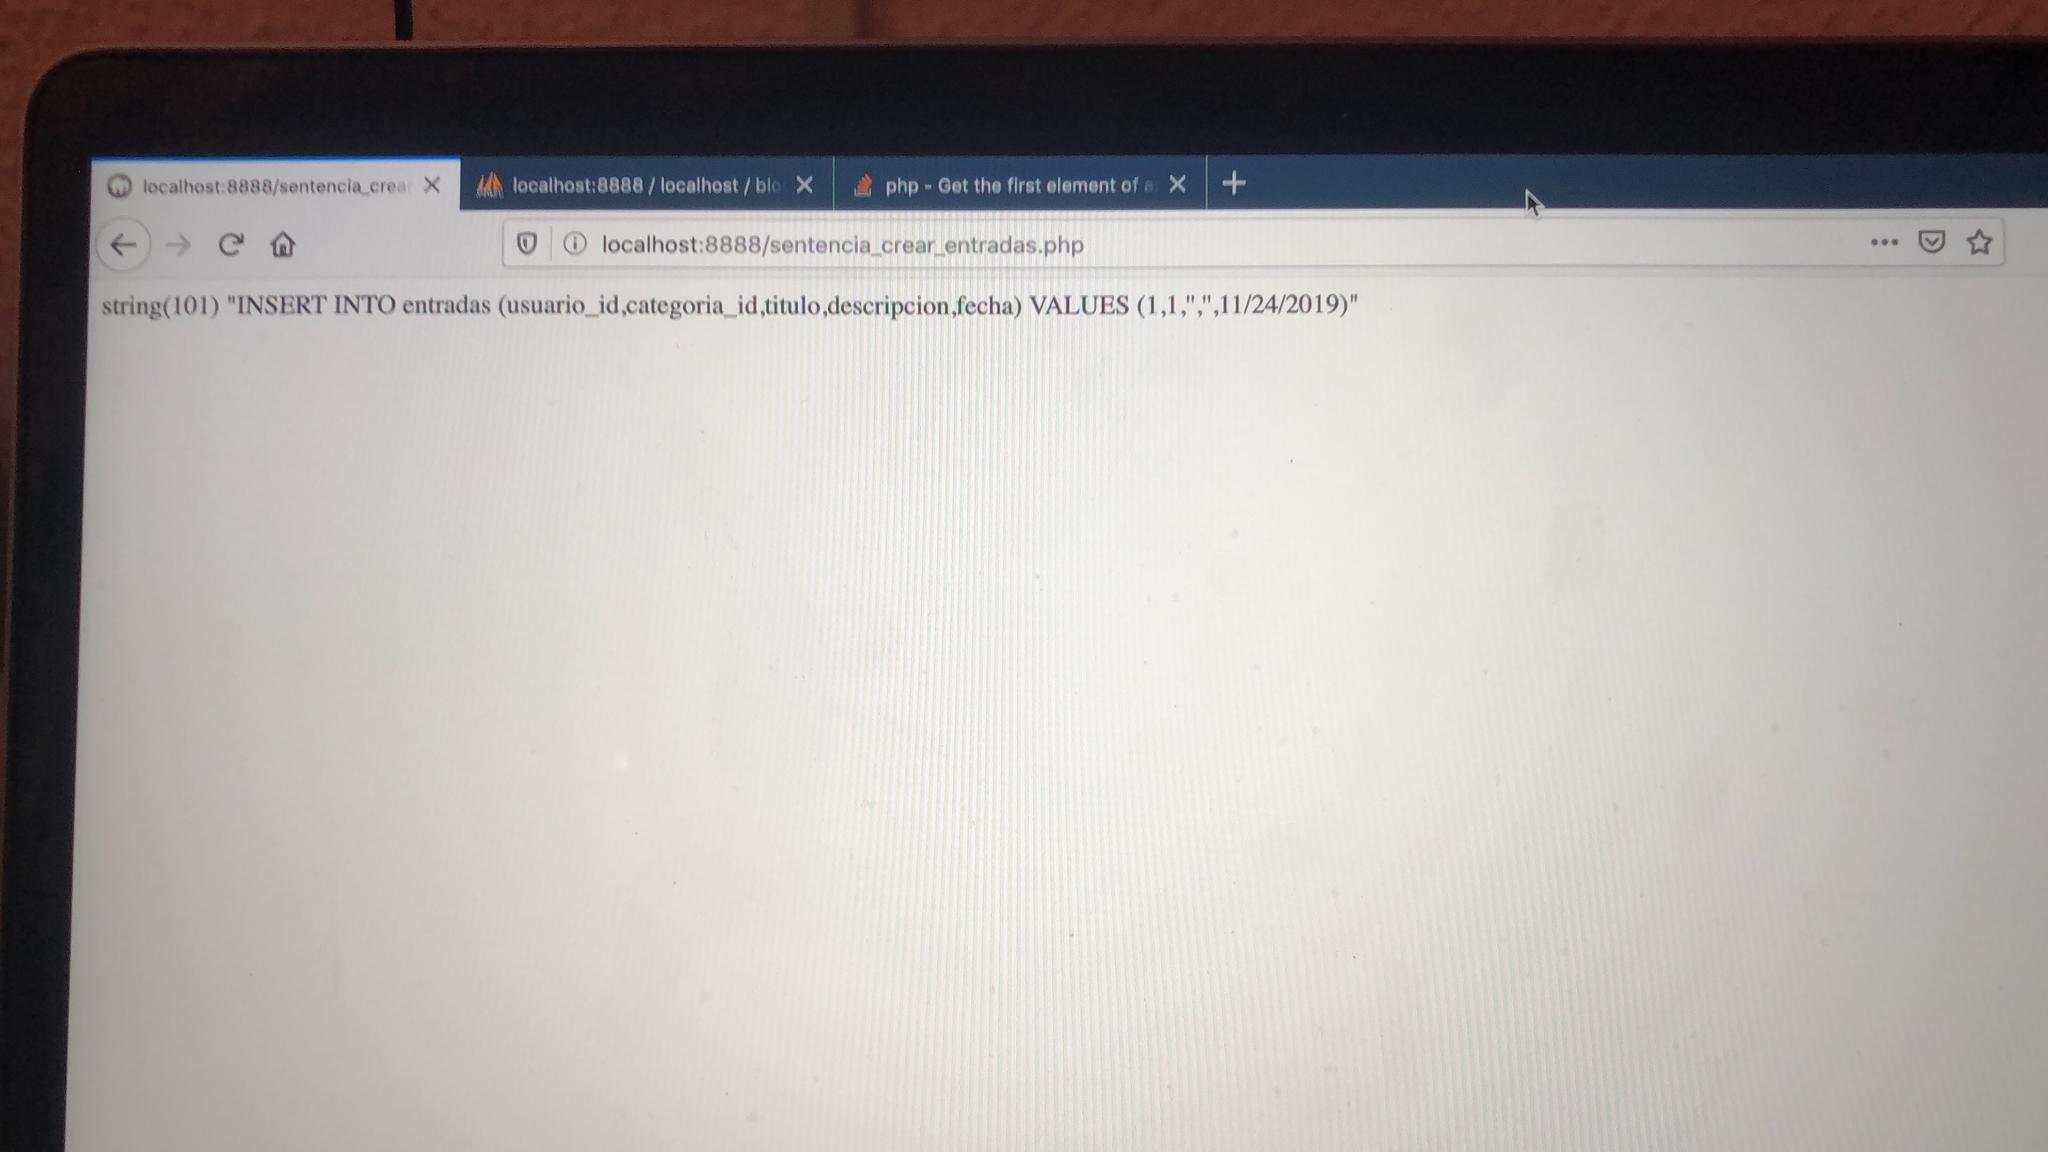 localhost:8888/sentencia_crear
localhost:8888 / localhost / blo
php - Get the first element of a
localhost:8888/sentencia_crear_entradas.php
string(101) "INSERT INTO entradas (usuario_id,categoria_id,titulo,descripcion,fecha) VALUES (1,1,'','',11/24/2019)"